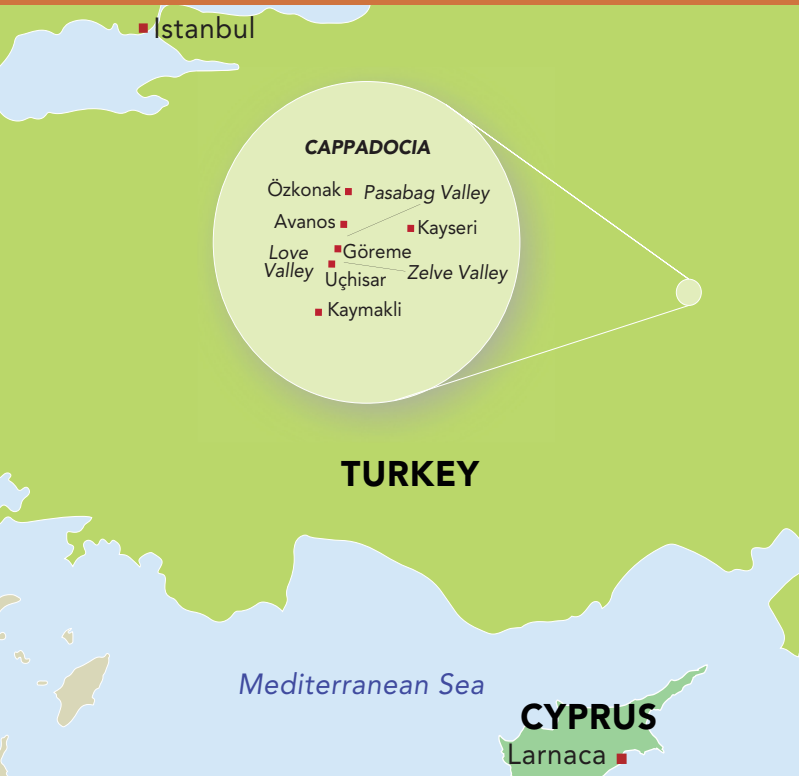 Istanbul
CAPPADOCIA
Özkonak
Pasabag Valley
Avanos
Kayseri
Love
Valley
Göreme
Zelve Valley
Uçhisar
Kaymakli
TURKEY
Mediterranean Sea
CYPRUS
Larnaca